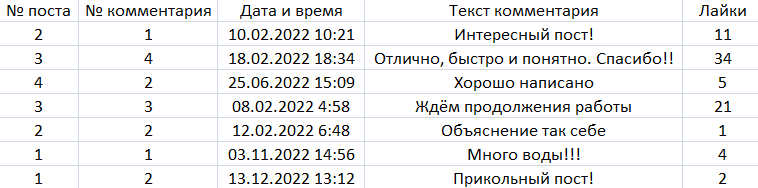 № поста № комментария Дата и время Текст комментария Лайки
2 1 10.02.2022 10:21 Интересный пост! 11
3 4 18.02.2022 18:34 Отлично, быстро и понятно. Спасибо!! 34
4 2 25.06.2022 15:09 Хорошо написано 5
3 3 08.02.2022 4:58 Ждём продолжения работы 21
2 2 12.02.2022 6:48 Объяснение так себе 1
1 1 03.11.2022 14:56 Много воды!!! 4
1 2 13.12.2022 13:12 Прикольный пост! 2